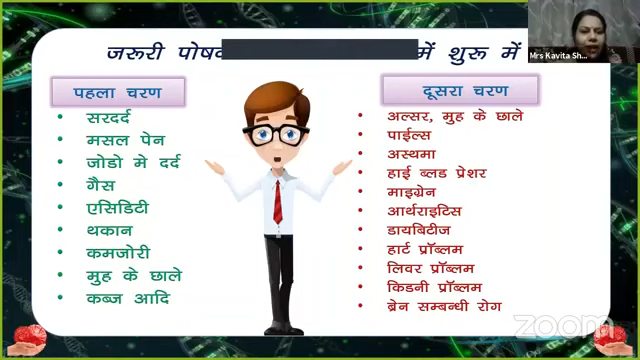 जरूरी पोषक में शुरू में
Mrs Kavita Sh...
पहला चरण
सरदर्द
मसल पेन
जोडो मे दर्द
गैस
एसिडिटी
थकान
कमजोरी
मुह के छाले
कब्ज आदि
दूसरा चरण
अल्सर, मुह के छाले
पाईल्स
अस्थमा
हाई ब्लड प्रेशर
माइग्रेन
आर्थराइटिस
डायबिटीज
हार्ट प्रॉब्लम
लिवर प्रॉब्लम
किडनी प्रॉब्लम
ब्रेन सम्बन्धी रोग
zoom